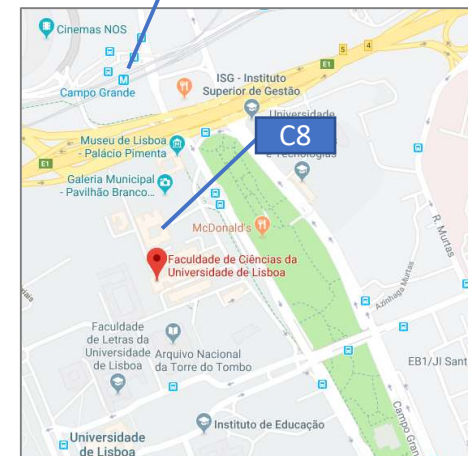 Cinemas NOS
5
4
E1
M
Campo Grande
ISG - Instituto
Superior de Gestão
Universidade
Museu de Lisboa
- Palácio Pimenta
C8
E1
Galeria Municipal
- Pavilhão Branco...
McDonald's
R. Murtas
Faculdade de Ciências da
Universidade de Lisboa
Azinhaga Murtas
Faculdade
de Letras da
Universidade
de Lisboa
Arquivo Nacional
da Torre do Tombo
EB1/JI Sant
Instituto de Educação
Campo Gran
Universidade
de Lisboa